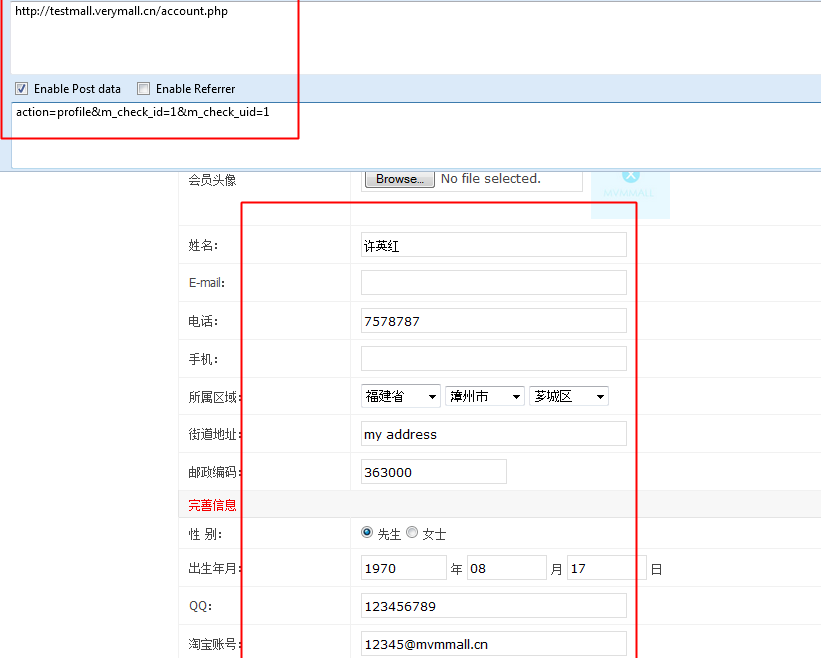 http://testmall.verymall.cn/account.php
Enable Post data Enable Referrer
action=profile&m_check_id=1&m_check_uid=1
会员头像 Browse… No file selected.
MVMMALL
姓名: 许英红
E-mail:
电话: 7578787
手机:
所属区域: 福建省 漳州市 芗城区
街道地址: my address
邮政编码: 363000
完善信息
性 别: 先生 女士
出生年月: 1970 年 08 月 17 日
QQ: 123456789
淘宝账号: 12345@mvmmall.cn